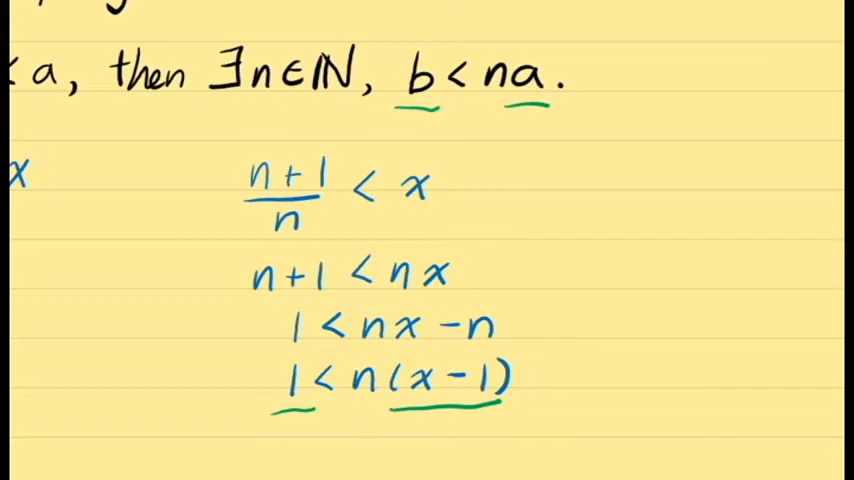 < a, then ∃n∈ℕ, b < na.
x
n+1/n < x
n+1 < nx
1 < nx - n
1 < n(x-1)